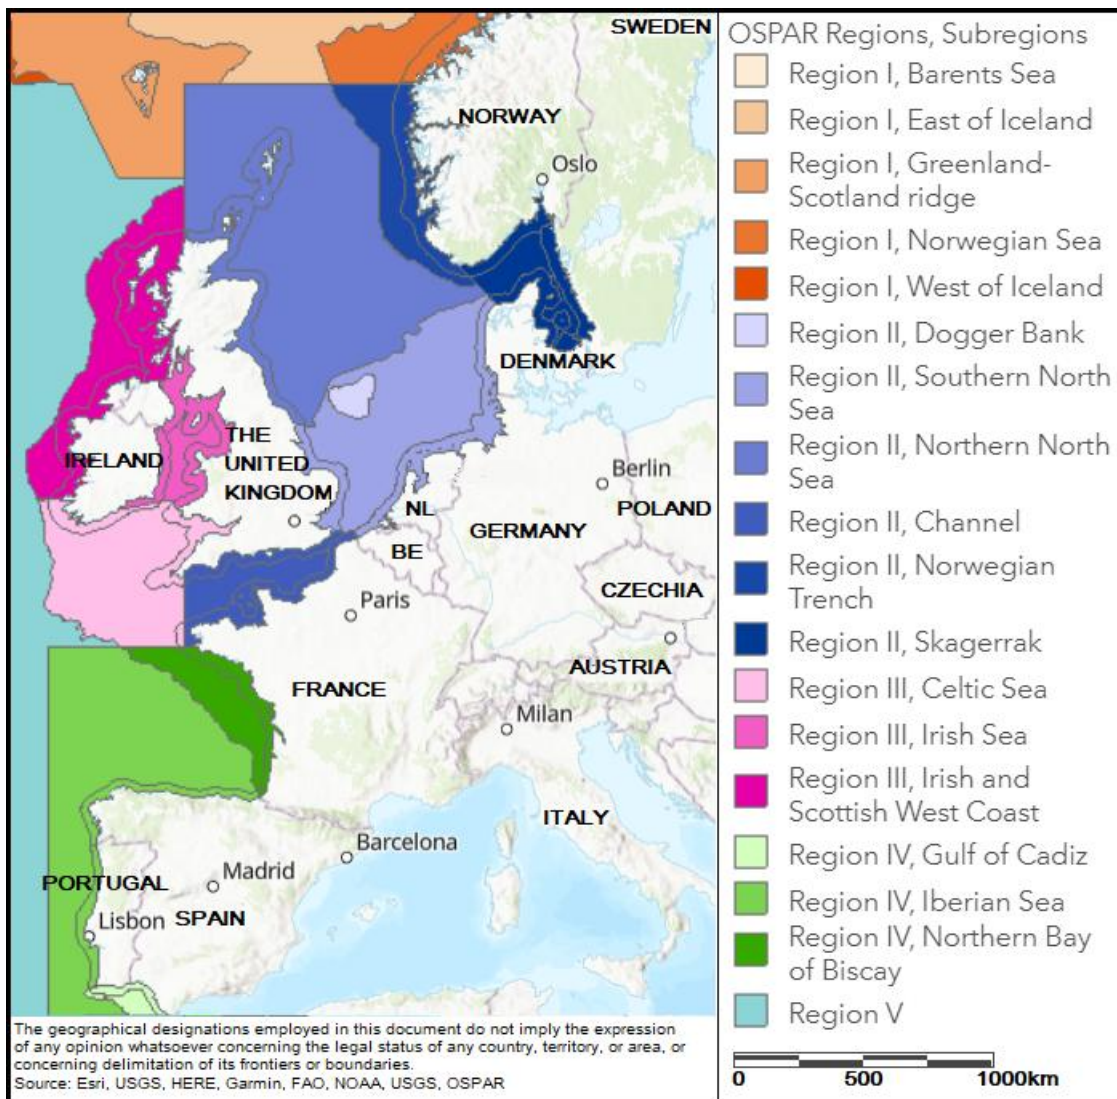 SWEDEN
NORWAY
Oslo
DENMARK
IRELAND
THE
UNITED
KINGDOM
NL
BE
Berlin
POLAND
GERMANY
CZECHIA
Paris
AUSTRIA
FRANCE
Milan
ITALY
Barcelona
Madrid
PORTUGAL
SPAIN
Lisbon
The geographical designations employed in this document do not imply the expression
of any opinion whatsoever concerning the legal status of any country, territory, or area, or
concerning delimitation of its frontiers or boundaries.
Source: Esri, USGS, HERE, Garmin, FAO, NOAA, USGS, OSPAR
OSPAR Regions, Subregions
Region I, Barents Sea
Region I, East of Iceland
Region I, Greenland-
Scotland ridge
Region I, Norwegian Sea
Region I, West of Iceland
Region II, Dogger Bank
Region II, Southern North
Sea
Region II, Northern North
Sea
Region II, Channel
Region II, Norwegian
Trench
Region II, Skagerrak
Region III, Celtic Sea
Region III, Irish Sea
Region III, Irish and
Scottish West Coast
Region IV, Gulf of Cadiz
Region IV, Iberian Sea
Region IV, Northern Bay
of Biscay
Region V
0 500 1000km